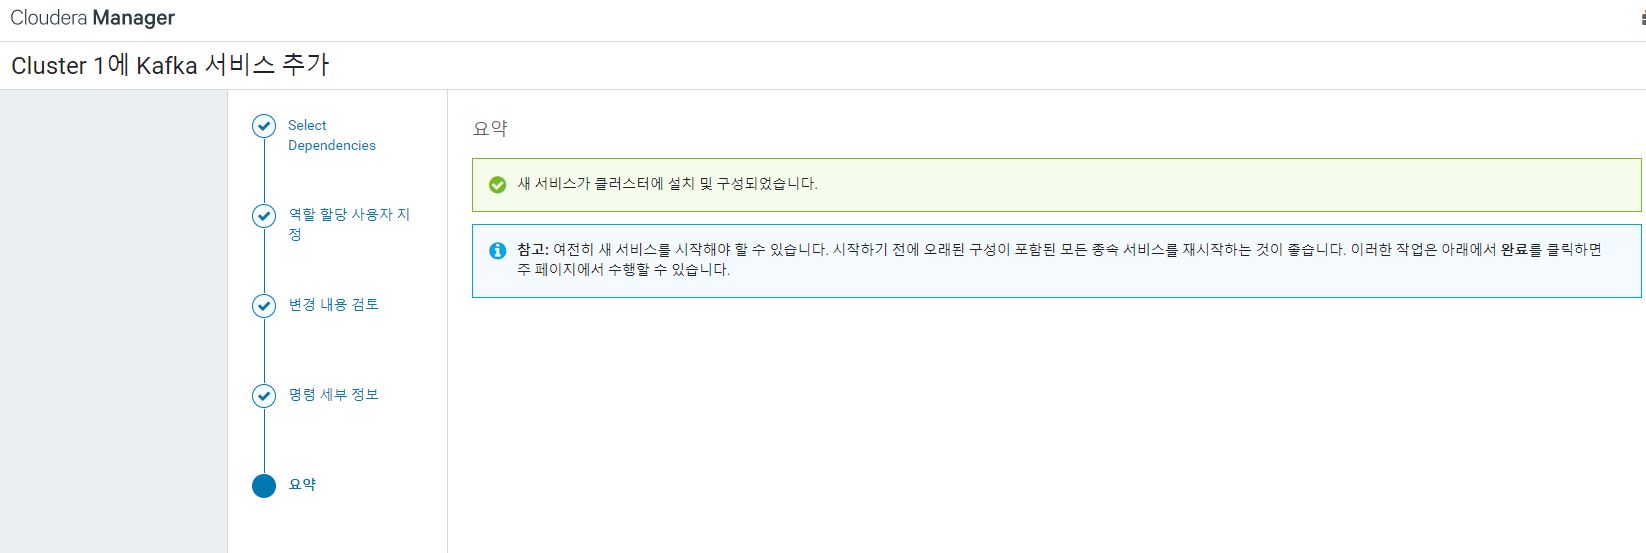 Cloudera Manager
Cluster 1에 Kafka 서비스 추가
Select
Dependencies
역할 할당 사용자 지
정
변경 내용 검토
명령 세부 정보
요약
요약
새 서비스가 클러스터에 설치 및 구성되었습니다.
참고: 여전히 새 서비스를 시작해야 할 수 있습니다. 시작하기 전에 오래된 구성이 포함된 모든 종속 서비스를 재시작하는 것이 좋습니다. 이러한 작업은 아래에서 완료를 클릭하면
주 페이지에서 수행할 수 있습니다.